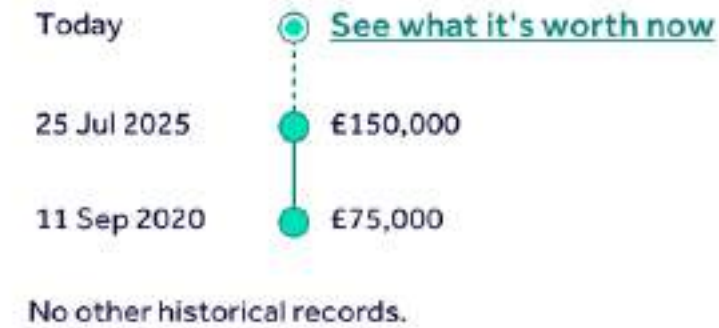 Today See what it's worth now
25 Jul 2025 £150,000
11 Sep 2020 £75,000
No other historical records.